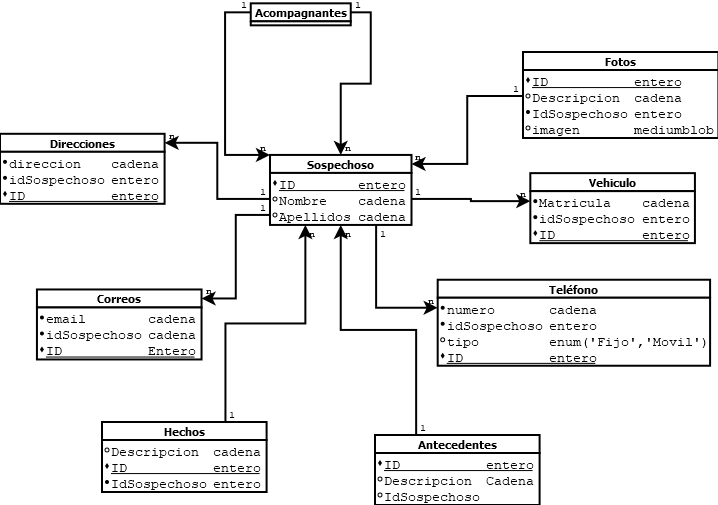 1
Acompagnantes
1
Fotos
ID entero
Descripcion cadena
IdSospechoso entero
imagen mediumblob
1
n
Direcciones
direccion cadena
idSospechoso entero
ID entero
n
n
n
n
Sospechoso
ID entero
Nombre cadena
Apellidos cadena
1
1
1
1
n
n
Vehiculo
Matricula cadena
idSospechoso entero
ID entero
n
Correos
email cadena
idSospechoso cadena
ID Entero
n
Teléfono
numero cadena
idSospechoso entero
tipo enum('Fijo','Movil')
ID entero
n
1
Hechos
Descripcion cadena
ID entero
IdSospechoso entero
1
Antecedentes
ID entero
Descripcion Cadena
IdSospechoso